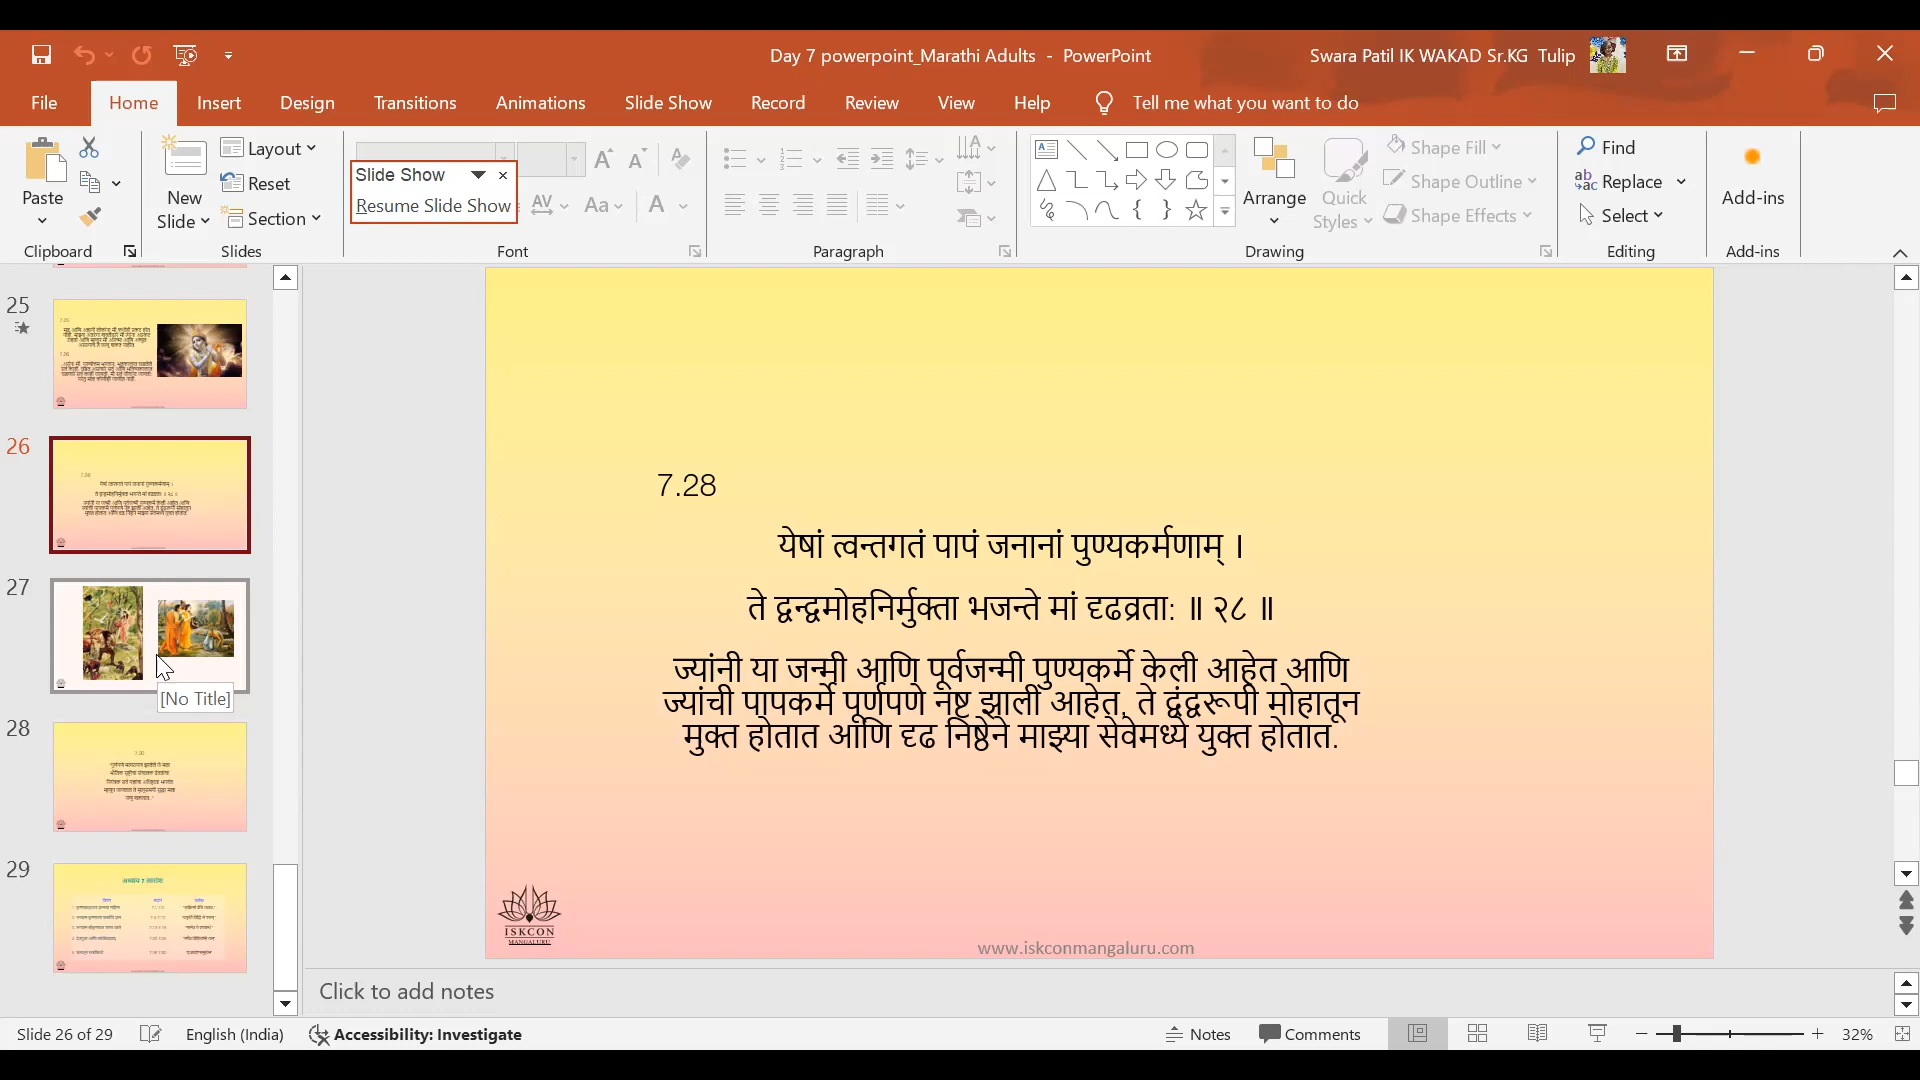 Day 7 powerpoint_Marathi Adults - PowerPoint
Swara Patil IK WAKAD Sr.KG Tulip
File Home Insert Design Transitions Animations Slide Show Record Review View Help Tell me what you want to do
Paste
Clipboard
New
Slide
Layout
Reset
Section
Slides
Slide Show
Resume Slide Show
Font
Paragraph
Arrange
Quick
Styles
Shape Fill
Shape Outline
Shape Effects
Drawing
Find
Replace
Select
Editing
Add-ins
Add-ins
25
26
27
[No Title]
28
29
7.28
येषां त्वन्तगतं पापं जनानां पुण्यकर्मणाम् ।
ते द्वन्द्वमोहनिर्मुक्ता भजन्ते मां दृढव्रता: ॥ २८ ॥
ज्यांनी या जन्मी आणि पूर्वजन्मी पुण्यकर्मे केली आहेत आणि
ज्यांची पापकर्मे पूर्णपणे नष्ट झाली आहेत, ते द्वंद्वरूपी मोहातून
मुक्त होतात आणि दृढ निष्ठेने माझ्या सेवेमध्ये युक्त होतात.
ISKCON
MANGALURU
www.iskconmangaluru.com
Click to add notes
Slide 26 of 29 English (India) Accessibility: Investigate Notes Comments 32%